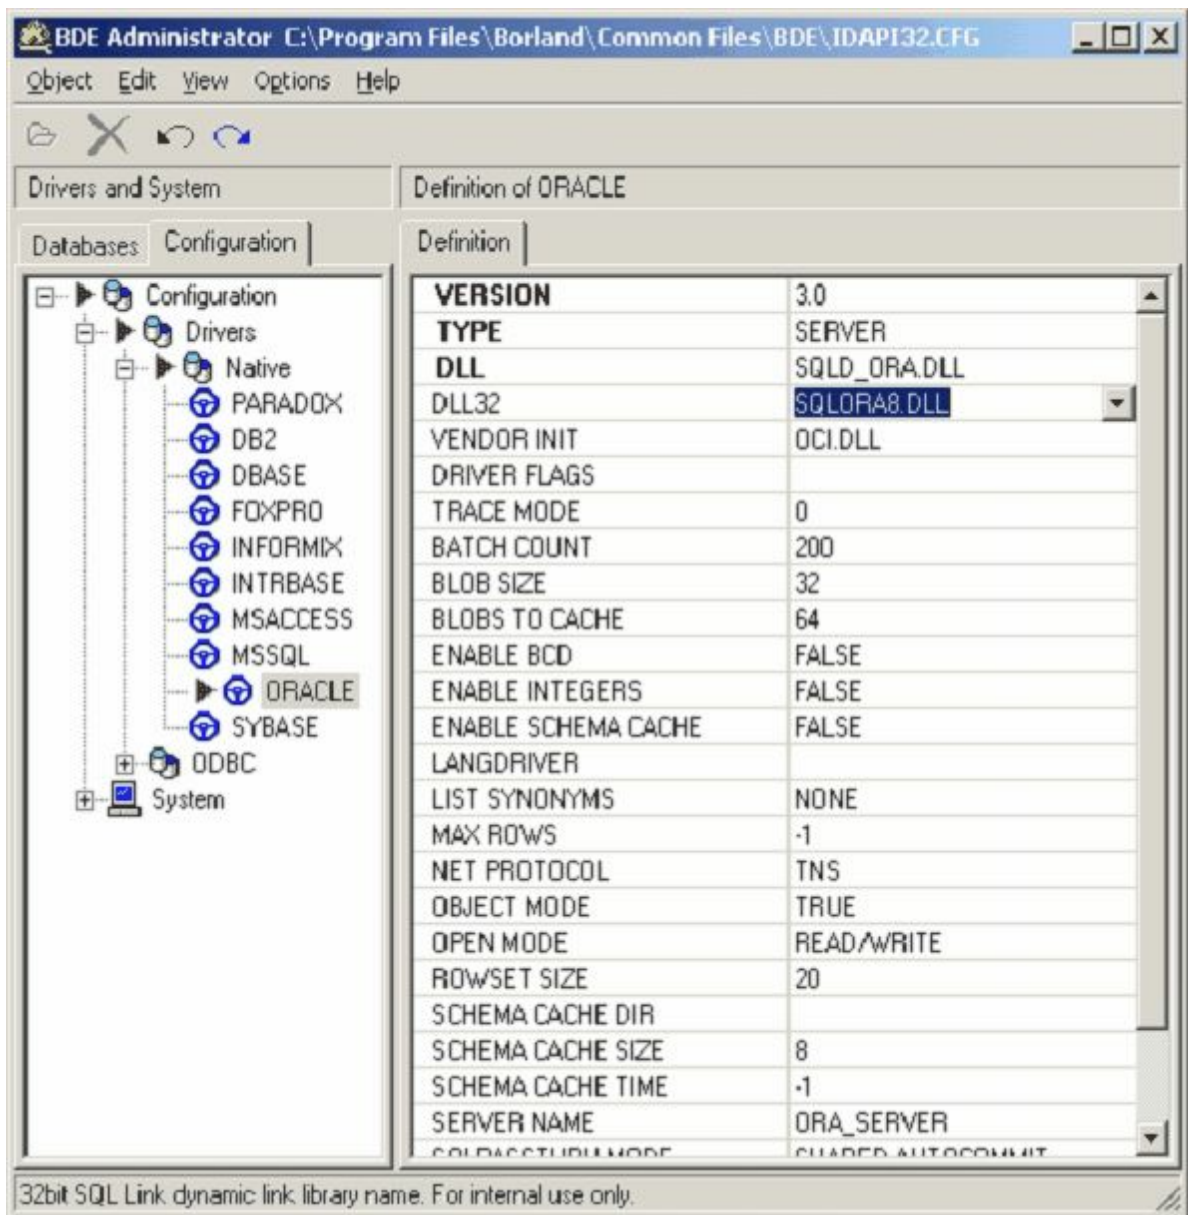 BDE Administrator C:\Program Files\Borland\Common Files\BDE\IDAPI32.CFG
Object Edit View Options Help
Drivers and System
Definition of ORACLE
Databases Configuration
Definition
Configuration
Drivers
Native
PARADOX
DB2
DBASE
FOXPRO
INFORMIX
INTRBASE
MSACCESS
MSSQL
ORACLE
SYBASE
ODBC
System
VERSION 3.0
TYPE SERVER
DLL SQLD_ORA.DLL
DLL32 SQLORA8.DLL
VENDOR INIT OCI.DLL
DRIVER FLAGS
TRACE MODE 0
BATCH COUNT 200
BLOB SIZE 32
BLOBS TO CACHE 64
ENABLE BCD FALSE
ENABLE INTEGERS FALSE
ENABLE SCHEMA CACHE FALSE
LANGDRIVER
LIST SYNONYMS NONE
MAX ROWS -1
NET PROTOCOL TNS
OBJECT MODE TRUE
OPEN MODE READ/WRITE
ROWSET SIZE 20
SCHEMA CACHE DIR
SCHEMA CACHE SIZE 8
SCHEMA CACHE TIME -1
SERVER NAME ORA_SERVER
SQLPASSTHRU MODE SHARED AUTOCOMMIT
32bit SQL Link dynamic link library name. For internal use only.